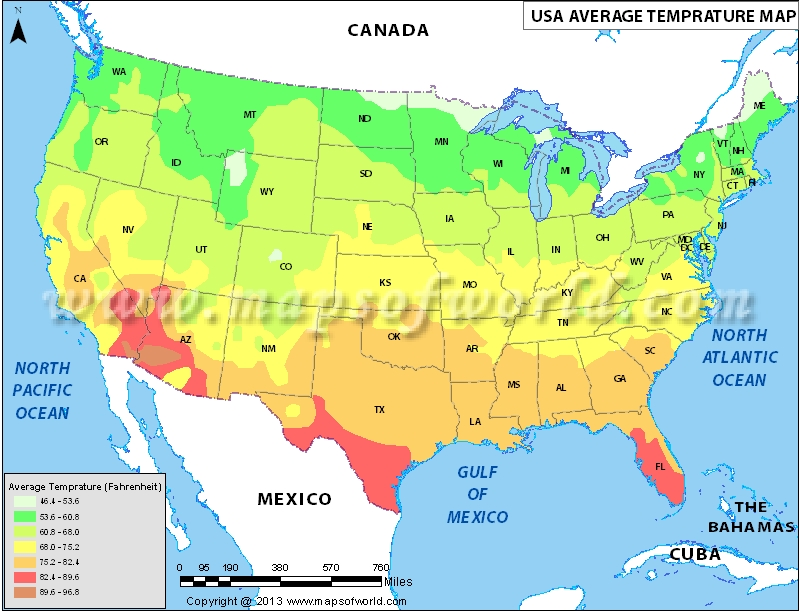 N
USA AVERAGE TEMPRATURE MAP
CANADA
WA
MT
ND
ME
OR
MN
VT
NH
ID
WI
MI
NY
MA
SD
WY
CT
RI
PA
IA
NE
NJ
NV
OH
UT
IL
IN
MD
DC
DE
CO
WV
CA
VA
KS
MO
KY
www.mapsofworld.com
NC
TN
OK
AZ
NM
AR
SC
NORTH
ATLANTIC
OCEAN
NORTH
PACIFIC
OCEAN
GA
MS
AL
TX
LA
FL
GULF
OF
MEXICO
MEXICO
THE
BAHAMAS
CUBA
Average Temprature (Fahrenheit)
46.4 - 53.6
53.6 - 60.8
60.8 - 68.0
68.0 - 75.2
75.2 - 82.4
82.4 - 89.6
89.6 - 96.8
0 95 190 380 570 760
Miles
Copyright @ 2013 www.mapsofworld.com